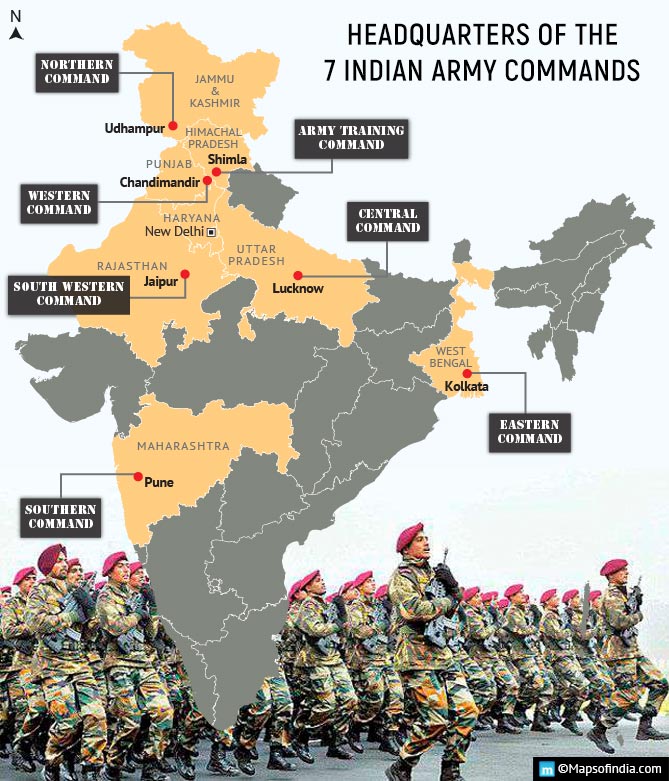 N
HEADQUARTERS OF THE
7 INDIAN ARMY COMMANDS
NORTHERN
COMMAND
JAMMU
&
KASHMIR
Udhampur
HIMACHAL
PRADESH
ARMY TRAINING
COMMAND
PUNJAB
Shimla
Chandimandir
WESTERN
COMMAND
HARYANA
New Delhi
CENTRAL
COMMAND
UTTAR
PRADESH
RAJASTHAN
Jaipur
SOUTH WESTERN
COMMAND
Lucknow
WEST
BENGAL
Kolkata
EASTERN
COMMAND
MAHARASHTRA
Pune
SOUTHERN
COMMAND
m ©Mapsofindia.com